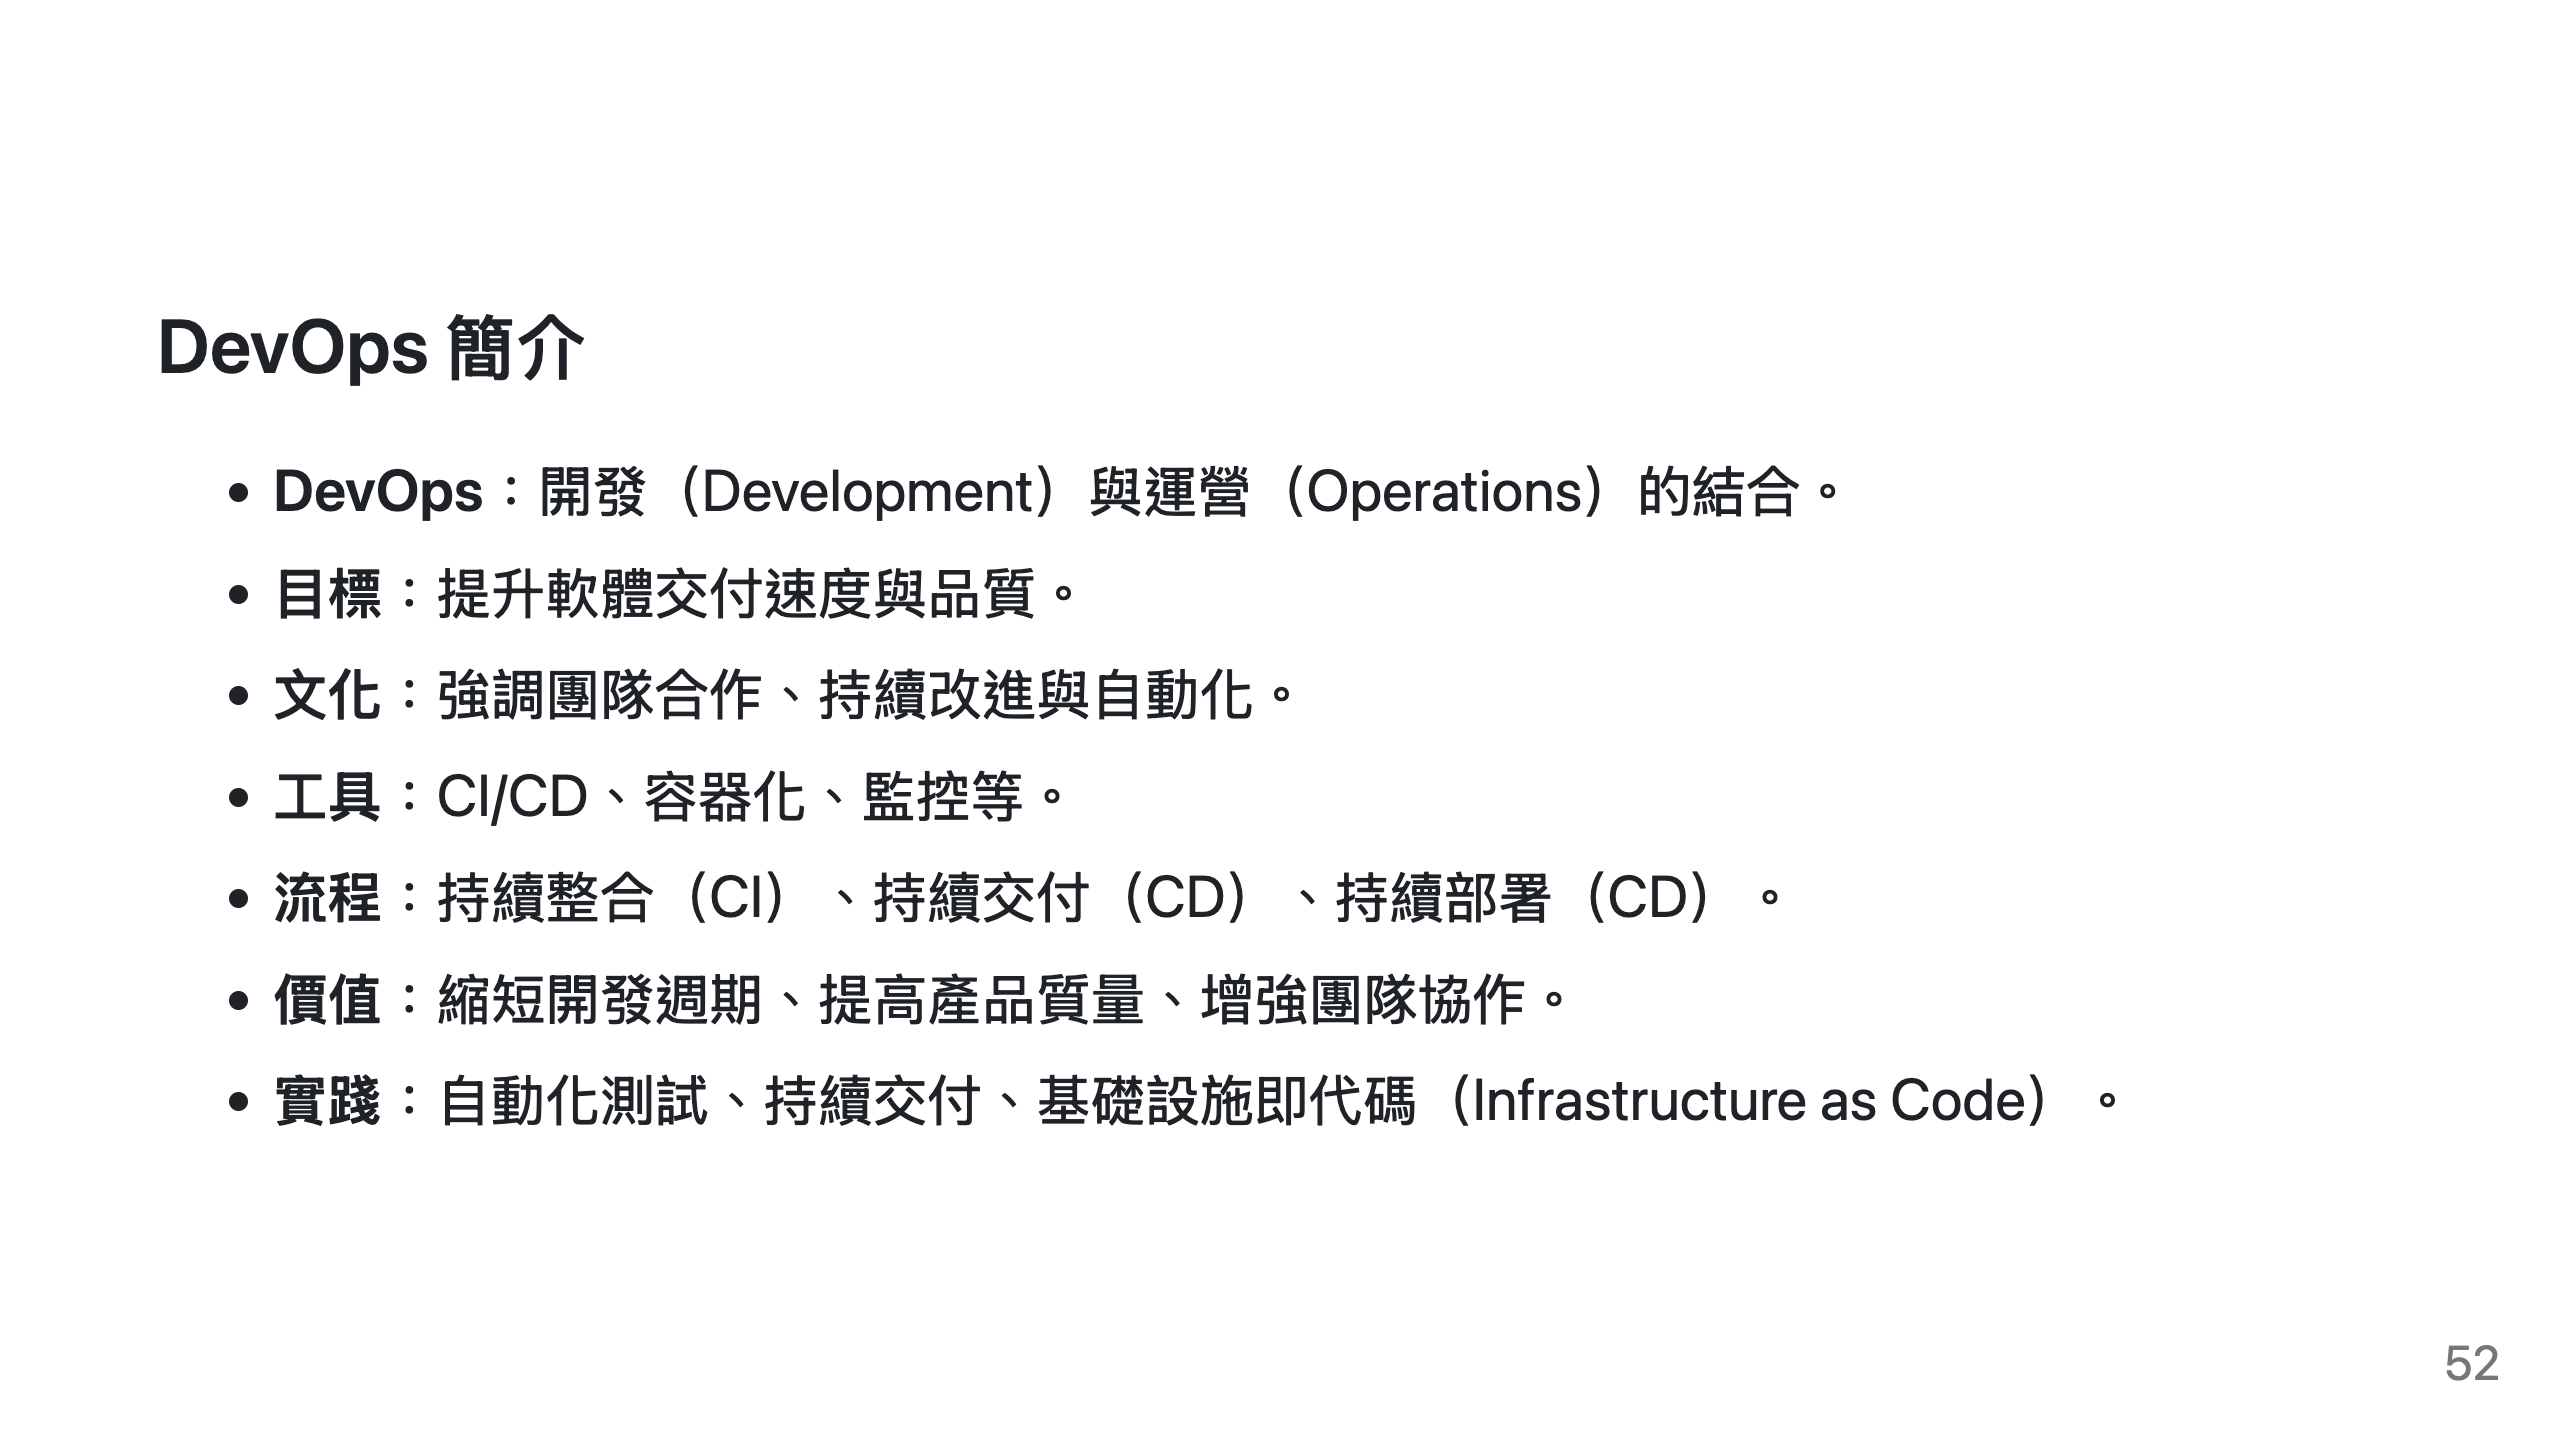 DevOps 簡介
• DevOps：開發（Development）與運營（Operations）的結合。
• 目標：提升軟體交付速度與品質。
• 文化：強調團隊合作、持續改進與自動化。
• 工具：CI/CD、容器化、監控等。
• 流程：持續整合（CI）、持續交付（CD）、持續部署（CD）。
• 價值：縮短開發週期、提高產品質量、增強團隊協作。
• 實踐：自動化測試、持續交付、基礎設施即代碼（Infrastructure as Code）。
52